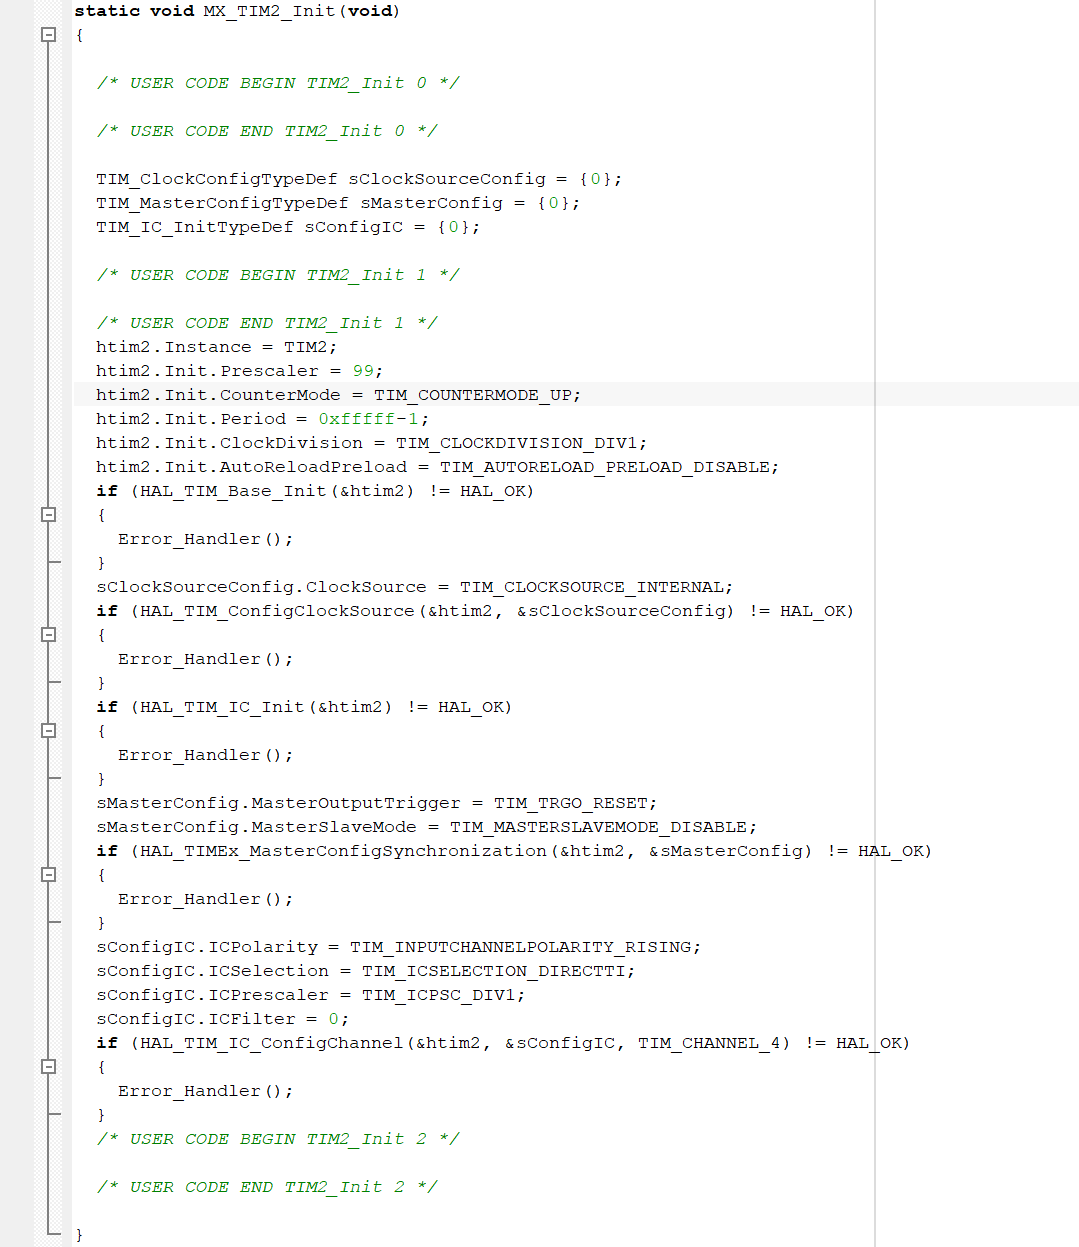 static void MX_TIM2_Init(void)
{
/* USER CODE BEGIN TIM2_Init 0 */
/* USER CODE END TIM2_Init 0 */
TIM_ClockConfigTypeDef sClockSourceConfig = {0};
TIM_MasterConfigTypeDef sMasterConfig = {0};
TIM_IC_InitTypeDef sConfigIC = {0};
/* USER CODE BEGIN TIM2_Init 1 */
/* USER CODE END TIM2_Init 1 */
htim2.Instance = TIM2;
htim2.Init.Prescaler = 99;
htim2.Init.CounterMode = TIM_COUNTERMODE_UP;
htim2.Init.Period = 0xfffff-1;
htim2.Init.ClockDivision = TIM_CLOCKDIVISION_DIV1;
htim2.Init.AutoReloadPreload = TIM_AUTORELOAD_PRELOAD_DISABLE;
if (HAL_TIM_Base_Init(&htim2) != HAL_OK)
{
Error_Handler();
}
sClockSourceConfig.ClockSource = TIM_CLOCKSOURCE_INTERNAL;
if (HAL_TIM_ConfigClockSource(&htim2, &sClockSourceConfig) != HAL_OK)
{
Error_Handler();
}
if (HAL_TIM_IC_Init(&htim2) != HAL_OK)
{
Error_Handler();
}
sMasterConfig.MasterOutputTrigger = TIM_TRGO_RESET;
sMasterConfig.MasterSlaveMode = TIM_MASTERSLAVEMODE_DISABLE;
if (HAL_TIMEx_MasterConfigSynchronization(&htim2, &sMasterConfig) != HAL_OK)
{
Error_Handler();
}
sConfigIC.ICPolarity = TIM_INPUTCHANNELPOLARITY_RISING;
sConfigIC.ICSelection = TIM_ICSELECTION_DIRECTTI;
sConfigIC.ICPrescaler = TIM_ICPSC_DIV1;
sConfigIC.ICFilter = 0;
if (HAL_TIM_IC_ConfigChannel(&htim2, &sConfigIC, TIM_CHANNEL_4) != HAL_OK)
{
Error_Handler();
}
/* USER CODE BEGIN TIM2_Init 2 */
/* USER CODE END TIM2_Init 2 */
}